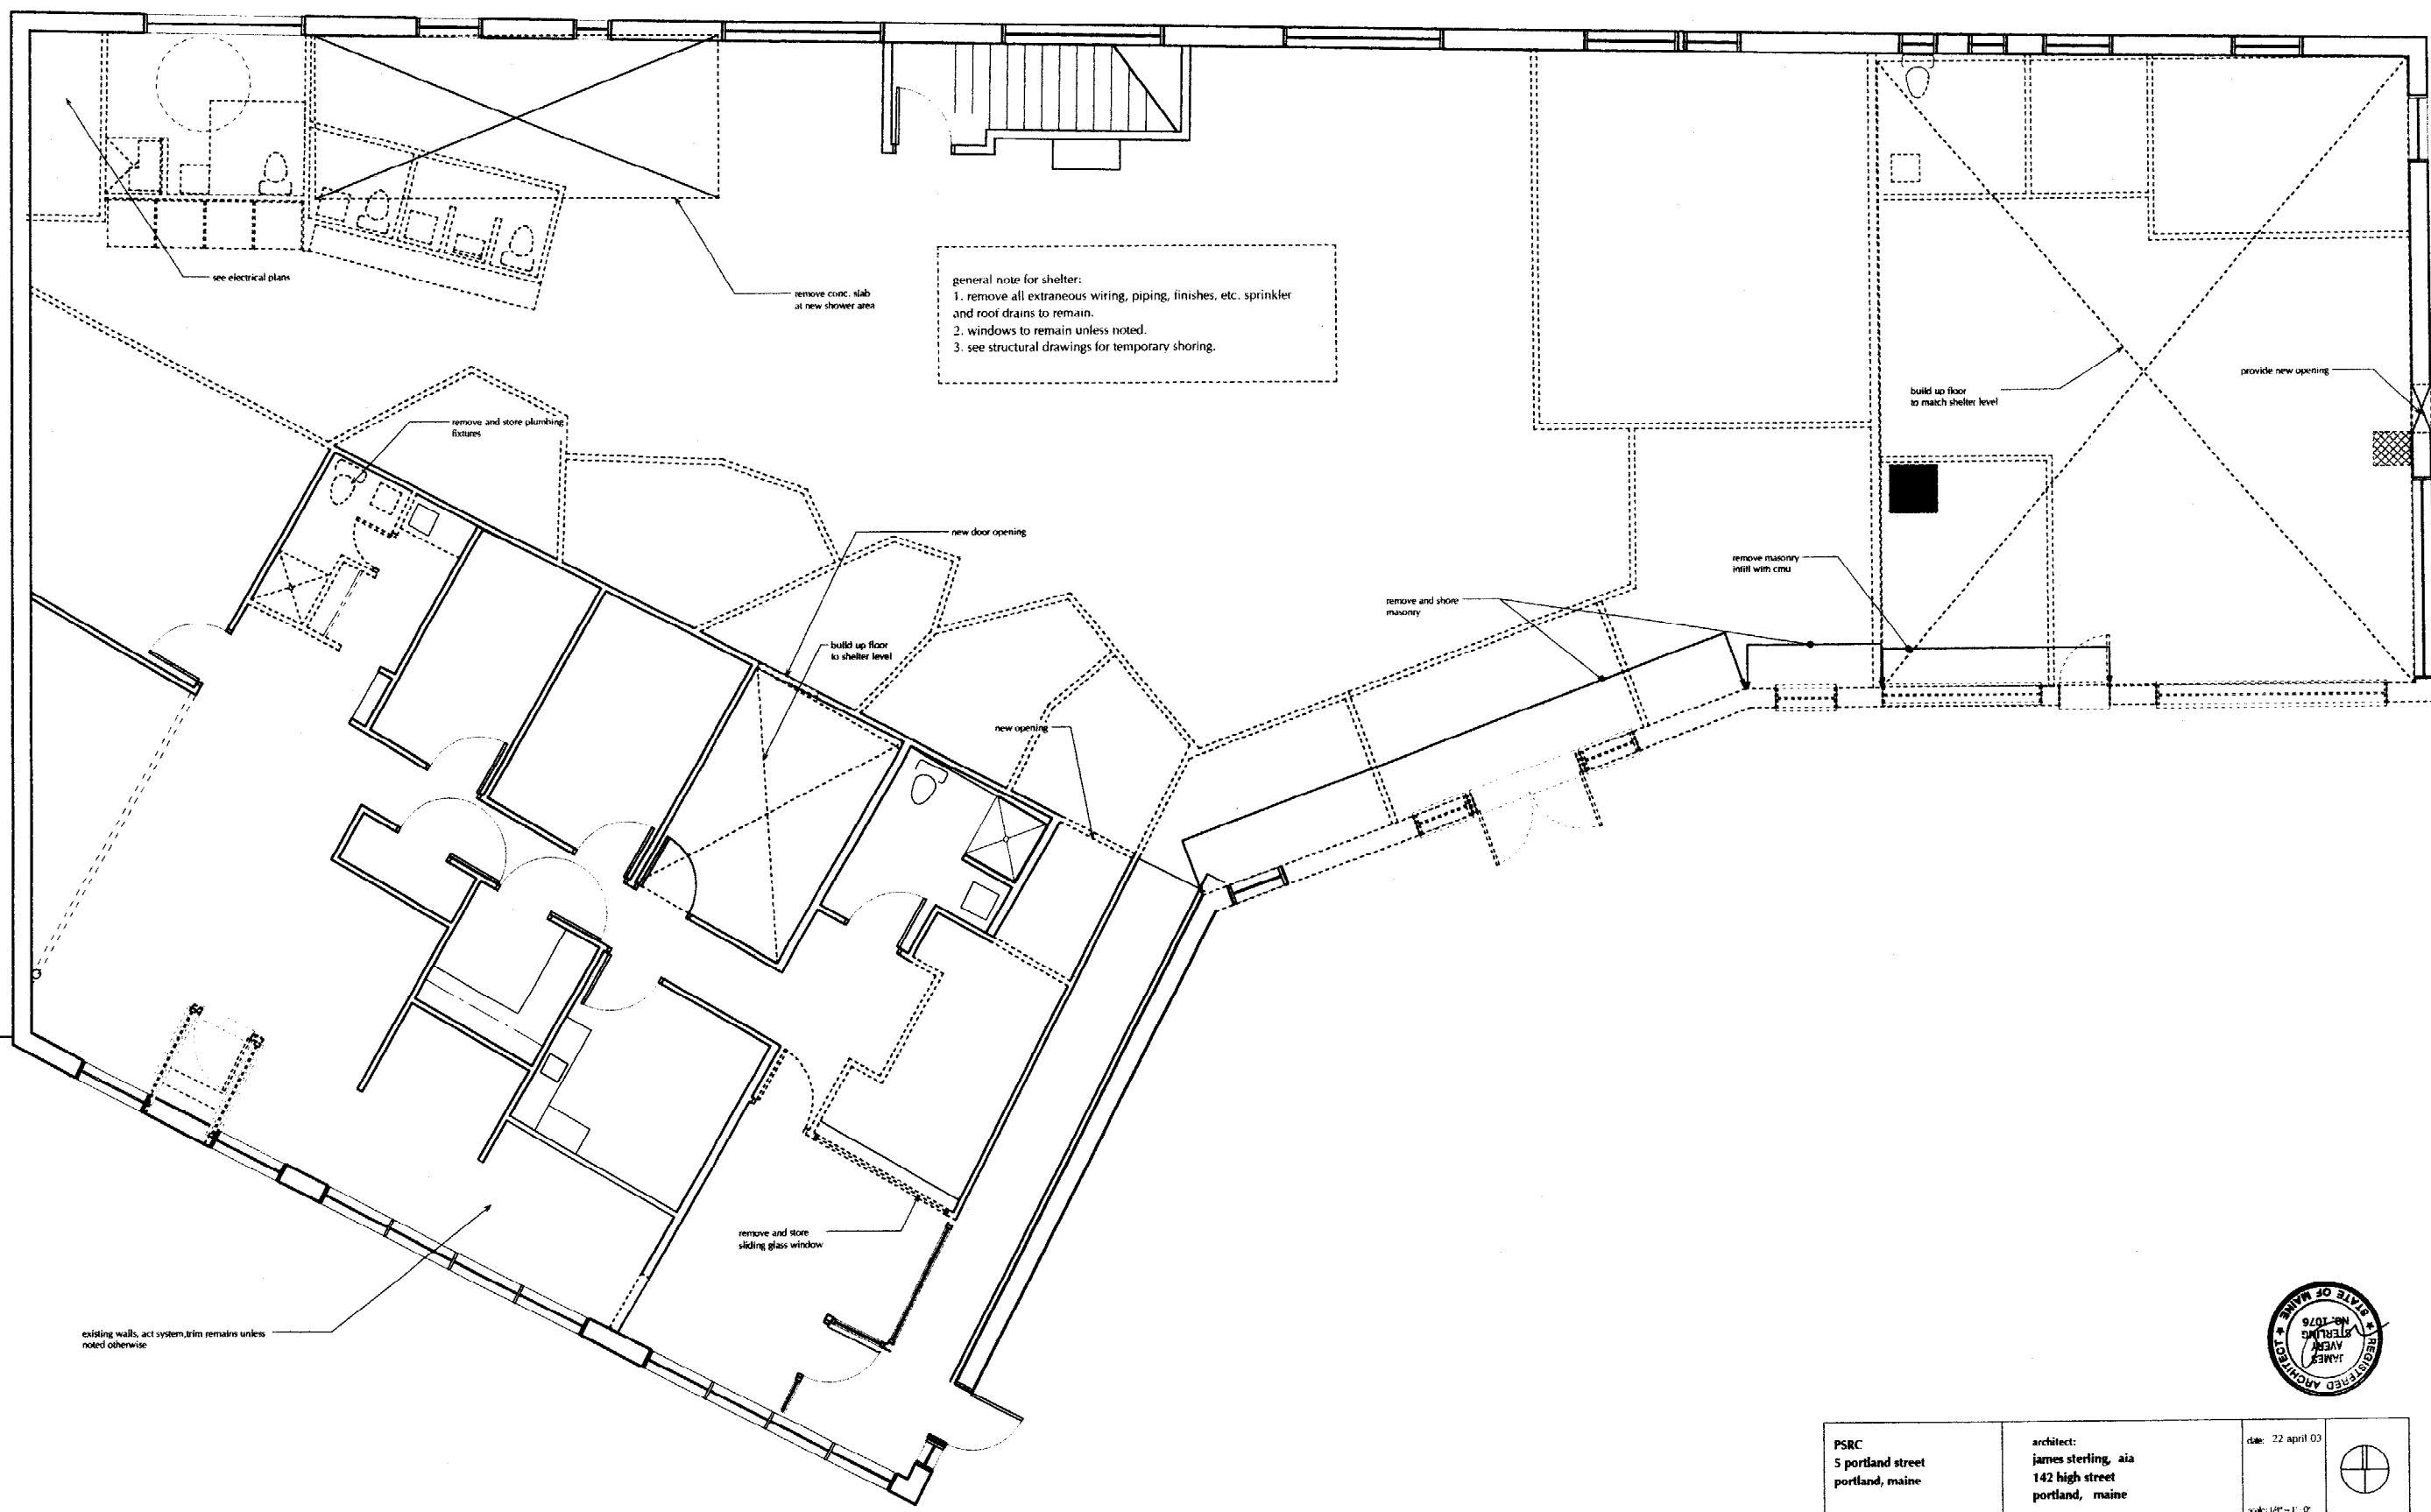 see electrical plans
remove conc. slab
at new shower area
general note for shelter:
1. remove all extraneous wiring, piping, finishes, etc. sprinkler
and roof drains to remain.
2. windows to remain unless noted.
3. see structural drawings for temporary shoring.
provide new opening
build up floor
to match shelter level
remove and store plumbing
fixtures
new door opening
remove masonry
infill with cmu
remove and shore
masonry
build up floor
to shelter level
new opening
remove and store
sliding glass window
existing walls, act system,trim remains unless
noted otherwise
REGISTERED ARCHITECT
STATE OF MAINE
JAMES
AVERY
STERLING
NO. 1076
PSRC
5 portland street
portland, maine
architect:
james sterling, aia
142 high street
portland, maine
date: 22 april 03